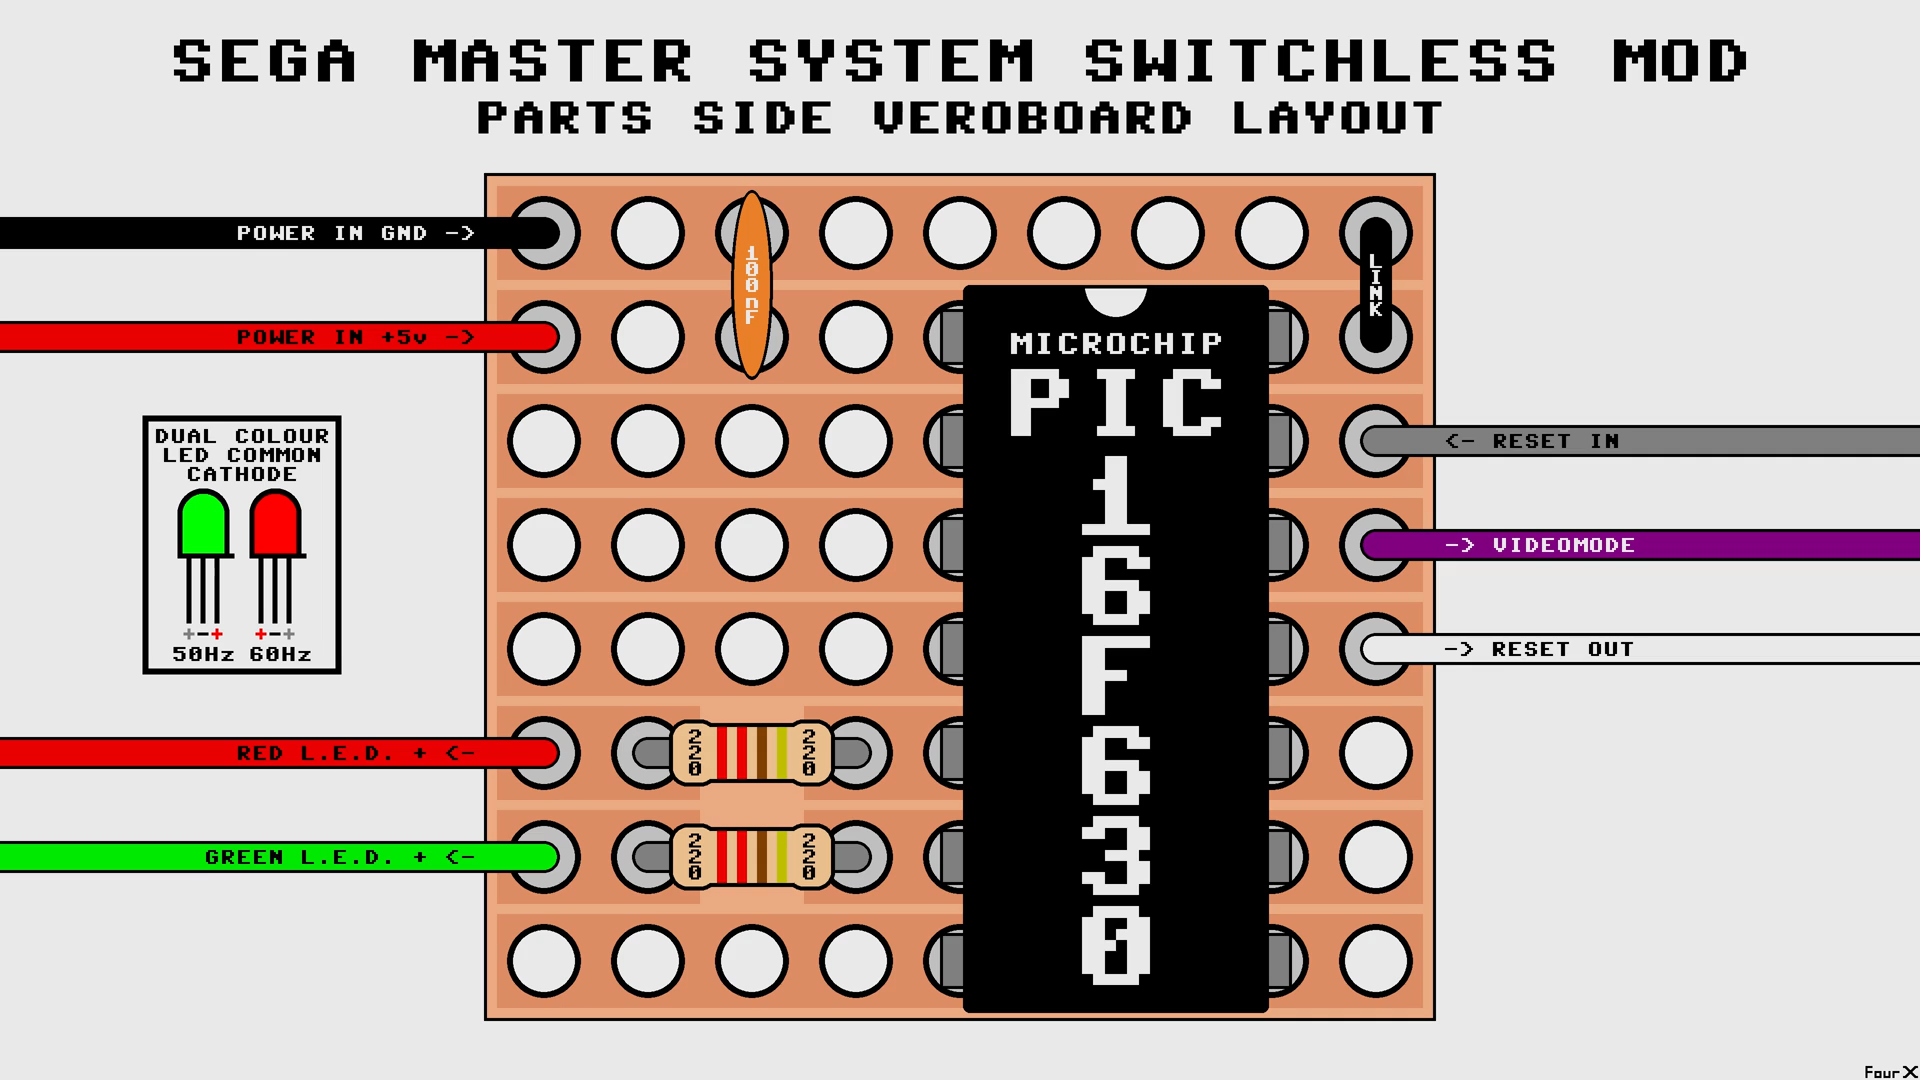 SEGA MASTER SYSTEM SWITCHLESS MOD
PARTS SIDE VEROBOARD LAYOUT
POWER IN GND ->
100nF
LINK
POWER IN +5v ->
MICROCHIP
PIC
16F630
DUAL COLOUR
LED COMMON
CATHODE
+-+ +-+
50Hz 60Hz
<- RESET IN
-> VIDEOMODE
-> RESET OUT
RED L.E.D. + <-
220 220
GREEN L.E.D. + <-
220 220
FourX